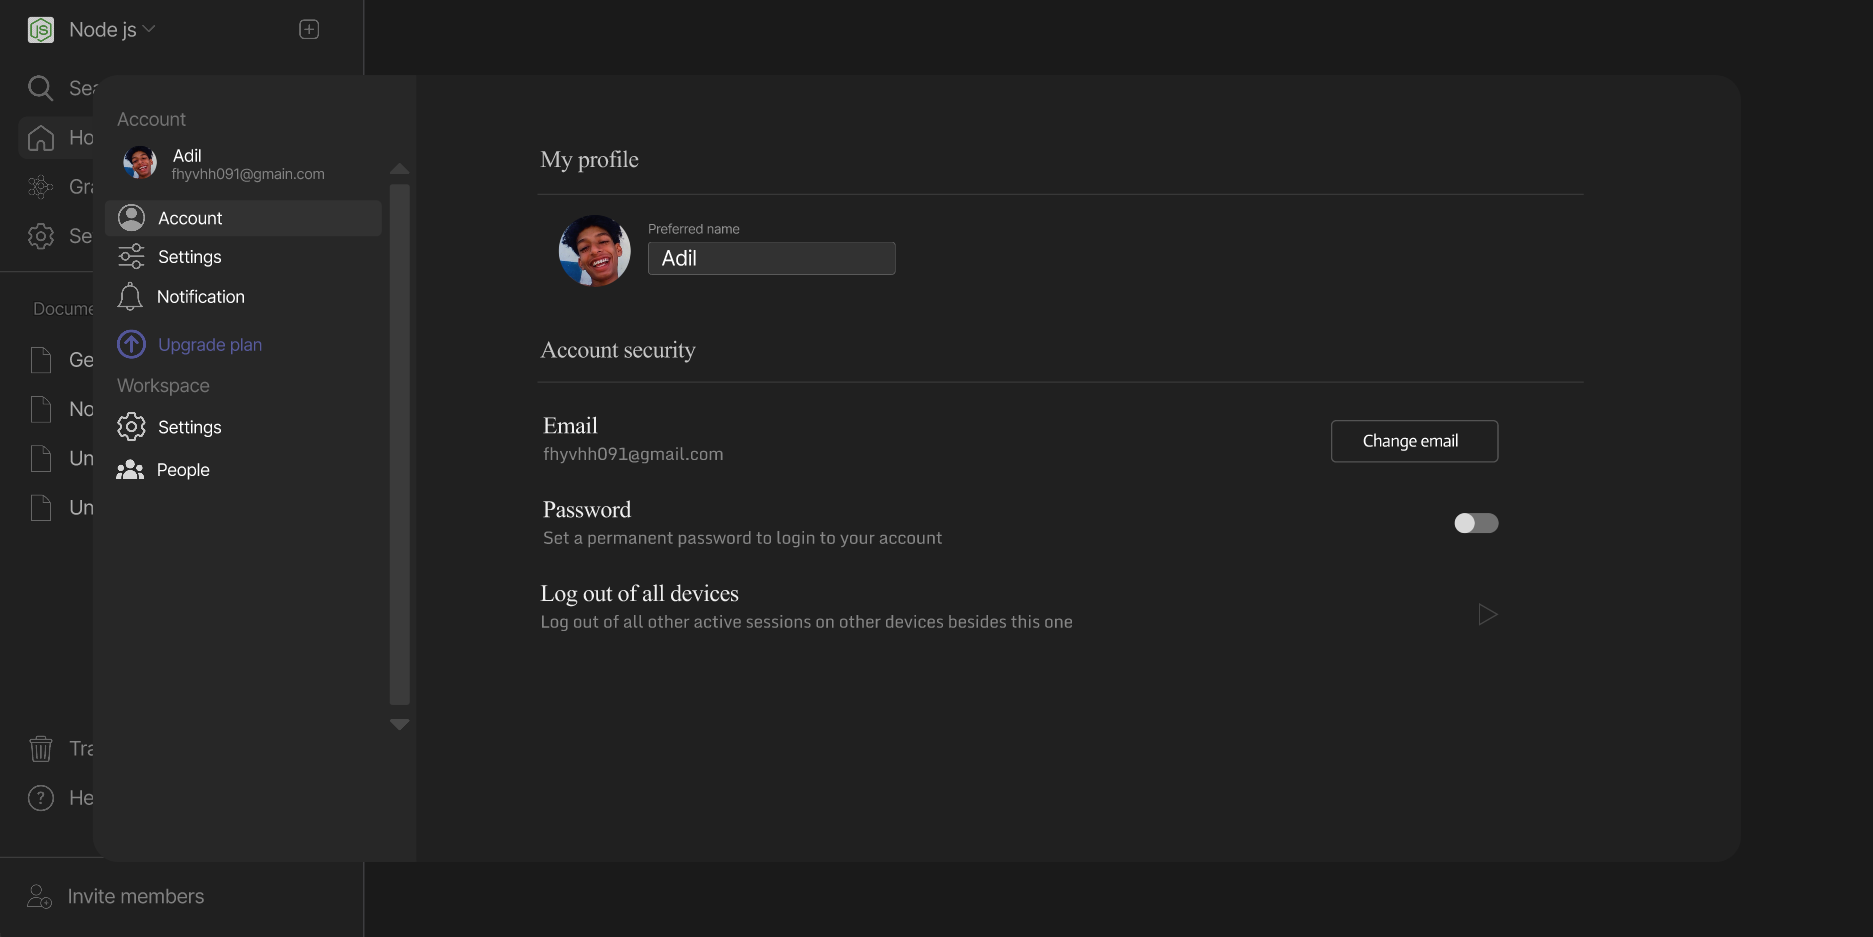 Node js
Sea
Ho
Gra
Se
Docume
Ge
No
Un
Un
Tra
He
Invite members
Account
Adil
fhyvhh091@gmain.com
Account
Settings
Notification
Upgrade plan
Workspace
Settings
People
My profile
Preferred name
Adil
Account security
Email
fhyvhh091@gmail.com
Change email
Password
Set a permanent password to login to your account
Log out of all devices
Log out of all other active sessions on other devices besides this one